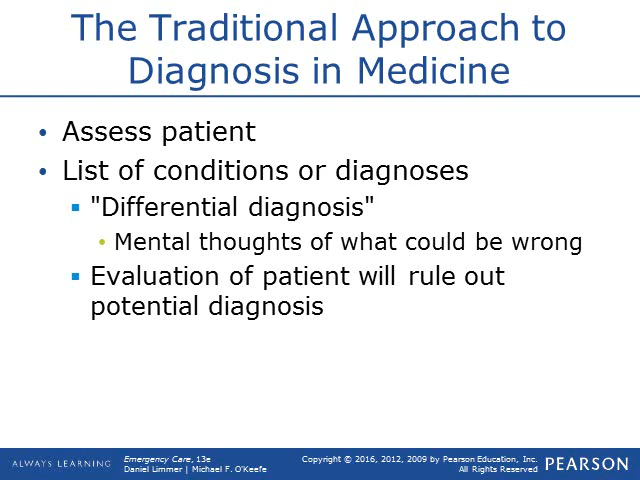 The Traditional Approach to
Diagnosis in Medicine
• Assess patient
• List of conditions or diagnoses
▪ "Differential diagnosis"
• Mental thoughts of what could be wrong
▪ Evaluation of patient will rule out
potential diagnosis
ALWAYS LEARNING
Emergency Care, 13e
Daniel Limmer | Michael F. O'Keefe
Copyright © 2016, 2012, 2009 by Pearson Education, Inc.
All Rights Reserved
PEARSON